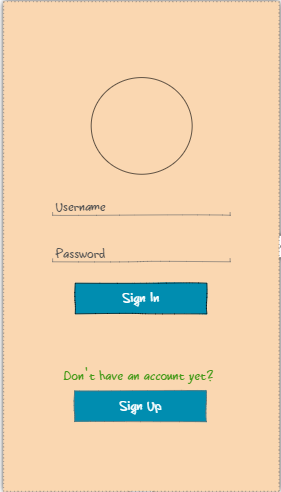 Username
Password
Sign In
Don't have an account yet?
Sign Up